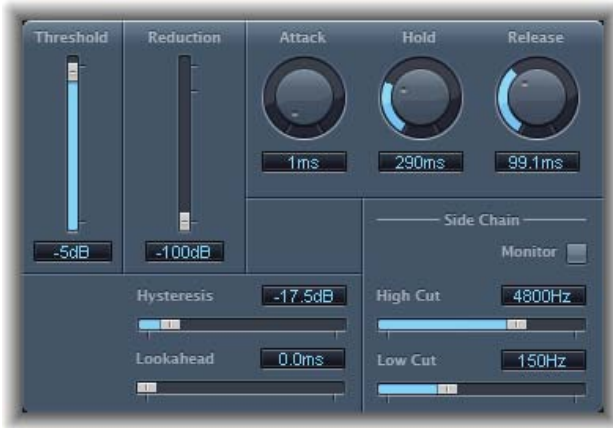 Threshold
Reduction
Attack
Hold
Release
1ms
290ms
99.1ms
-5dB
-100dB
Side Chain
Monitor
Hysteresis
-17.5dB
High Cut
4800Hz
Lookahead
0.0ms
Low Cut
150Hz